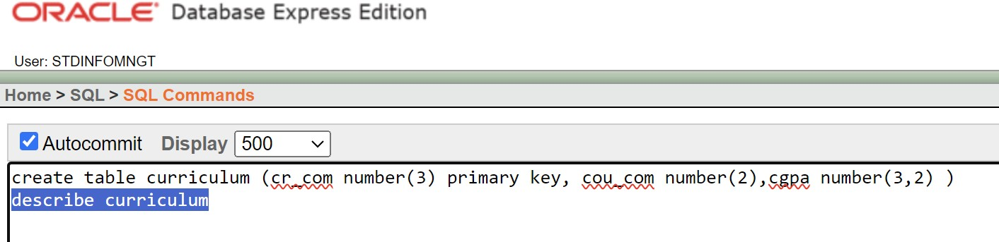 ORACLE Database Express Edition
User: STDINFOMNGT
Home > SQL > SQL Commands
Autocommit Display 500
create table curriculum (cr_com number(3) primary key, cou_com number(2),cgpa number(3,2) )
describe curriculum